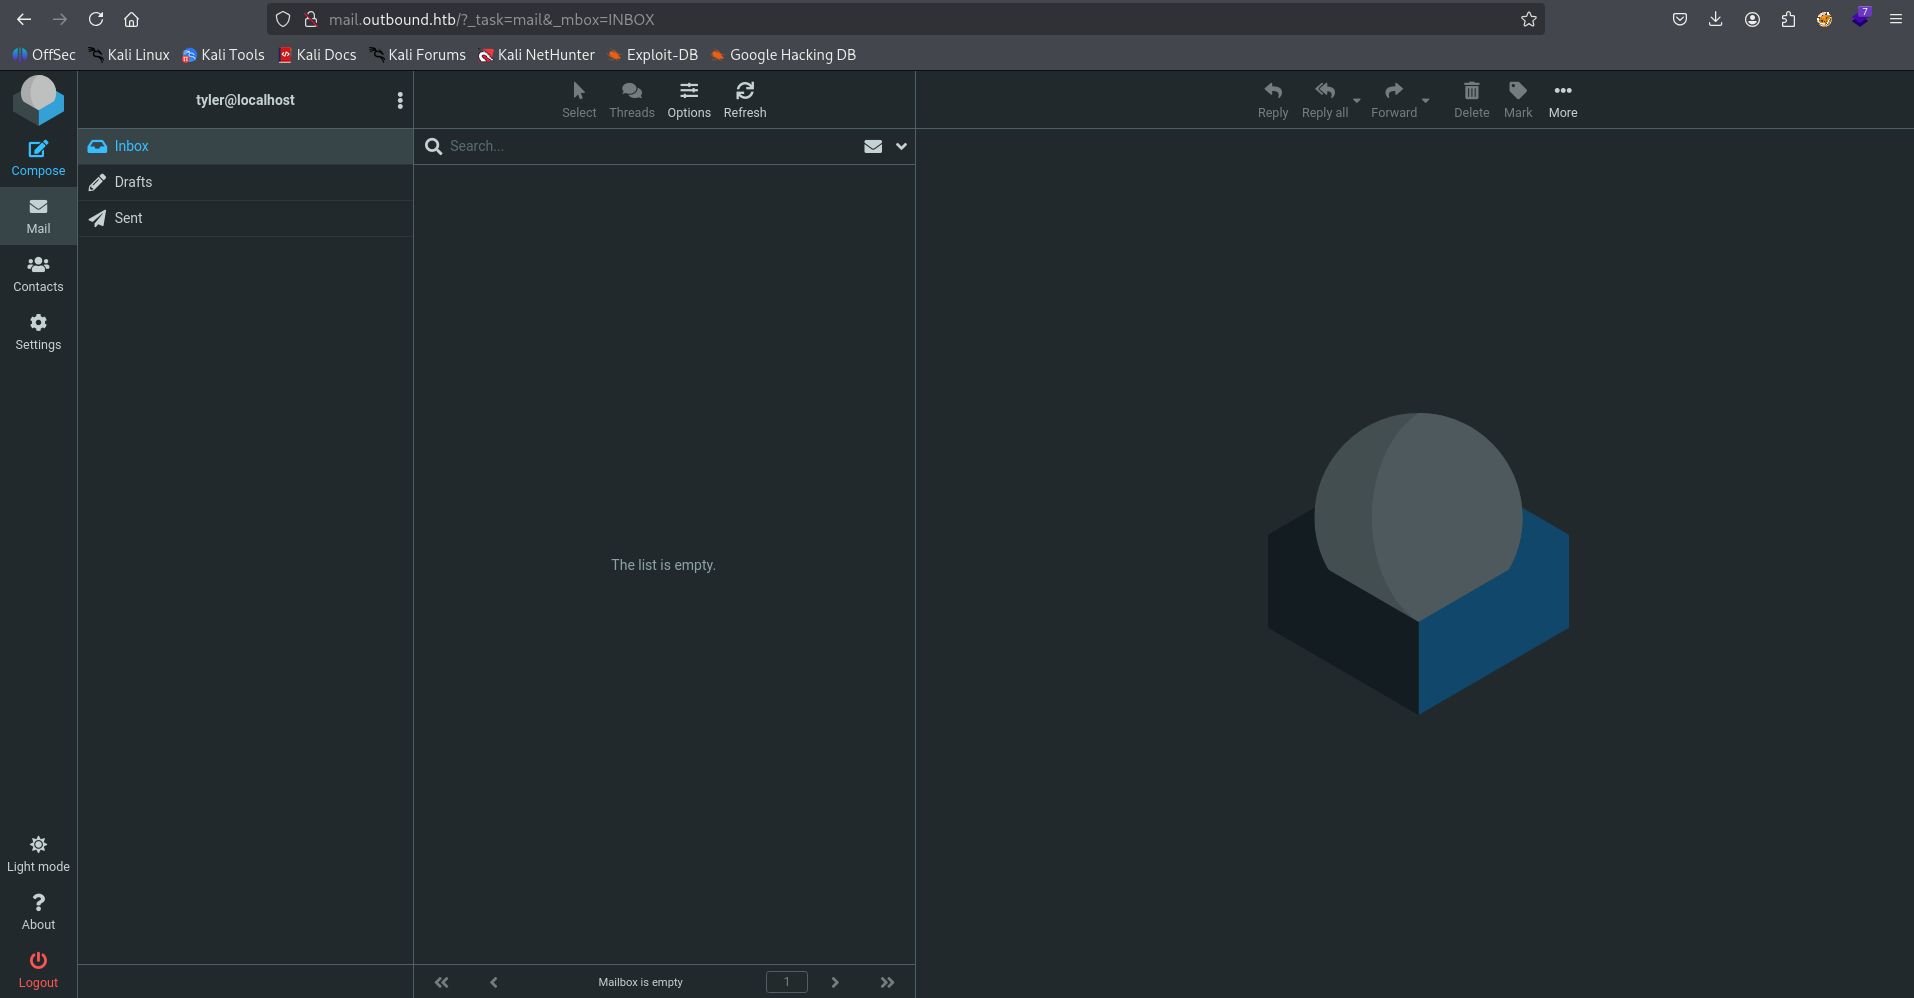 mail.outbound.htb/?_task=mail&_mbox=INBOX
7
OffSec Kali Linux Kali Tools Kali Docs Kali Forums Kali NetHunter Exploit-DB Google Hacking DB
tyler@localhost
Select Threads Options Refresh
Reply Reply all Forward Delete Mark More
Compose
Mail
Contacts
Settings
Inbox
Drafts
Sent
Search...
The list is empty.
Light mode
About
Logout
Mailbox is empty 1